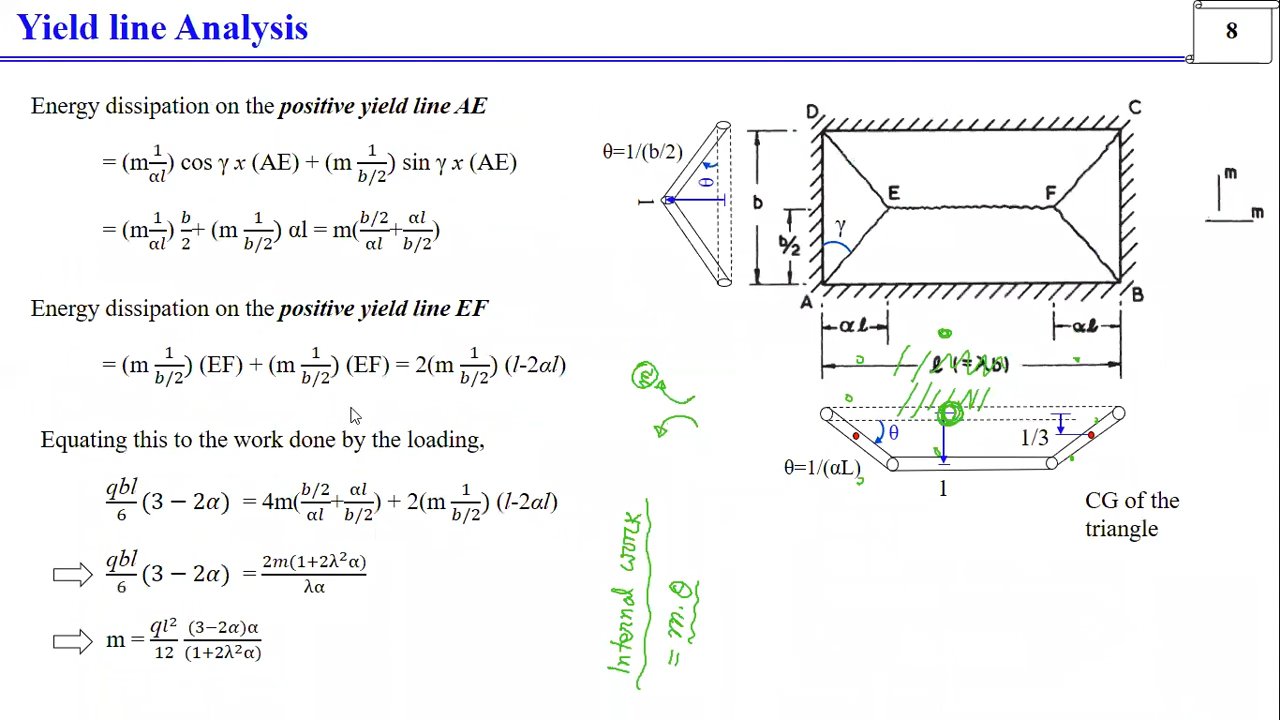 Yield line Analysis
8
Energy dissipation on the positive yield line AE
= (m 1/αl) cos γ x (AE) + (m 1/(b/2)) sin γ x (AE)
= (m 1/αl) b/2 + (m 1/(b/2)) αl = m((b/2)/αl + αl/(b/2))
Energy dissipation on the positive yield line EF
= (m 1/(b/2)) (EF) + (m 1/(b/2)) (EF) = 2(m 1/(b/2)) (l-2αl)
Equating this to the work done by the loading,
qbl/6 (3 − 2α) = 4m((b/2)/αl + αl/(b/2)) + 2(m 1/(b/2)) (l-2αl)
qbl/6 (3 − 2α) = 2m(1+2λ²α)/λα
m = ql²/12 (3−2α)α/(1+2λ²α)
θ=1/(b/2)
θ
1
D
C
b
E
F
γ
b/2
A
B
αl
αl
l (=λb)
m
m
θ
1/3
θ=1/(αL)
1
CG of the
triangle
m
Internal work
= m.θ